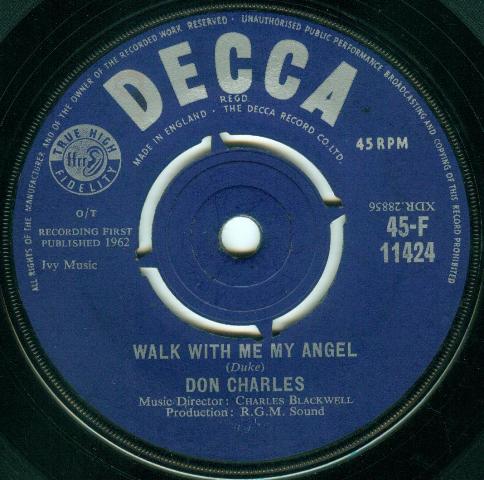 ALL RIGHTS OF THE MANUFACTURER AND OF THE OWNER OF THE RECORDED WORK RESERVED · UNAUTHORISED PUBLIC PERFORMANCE BROADCASTING AND COPYING OF THIS RECORD PROHIBITED
DECCA
REGD.
MADE IN ENGLAND · THE DECCA RECORD CO. LTD.
TRUE HIGH
ffrr
FIDELITY
45 RPM
O/T
RECORDING FIRST
PUBLISHED 1962
Ivy Music
XDR.28856
45-F
11424
WALK WITH ME MY ANGEL
(Duke)
DON CHARLES
Music Director: CHARLES BLACKWELL
Production: R.G.M. Sound